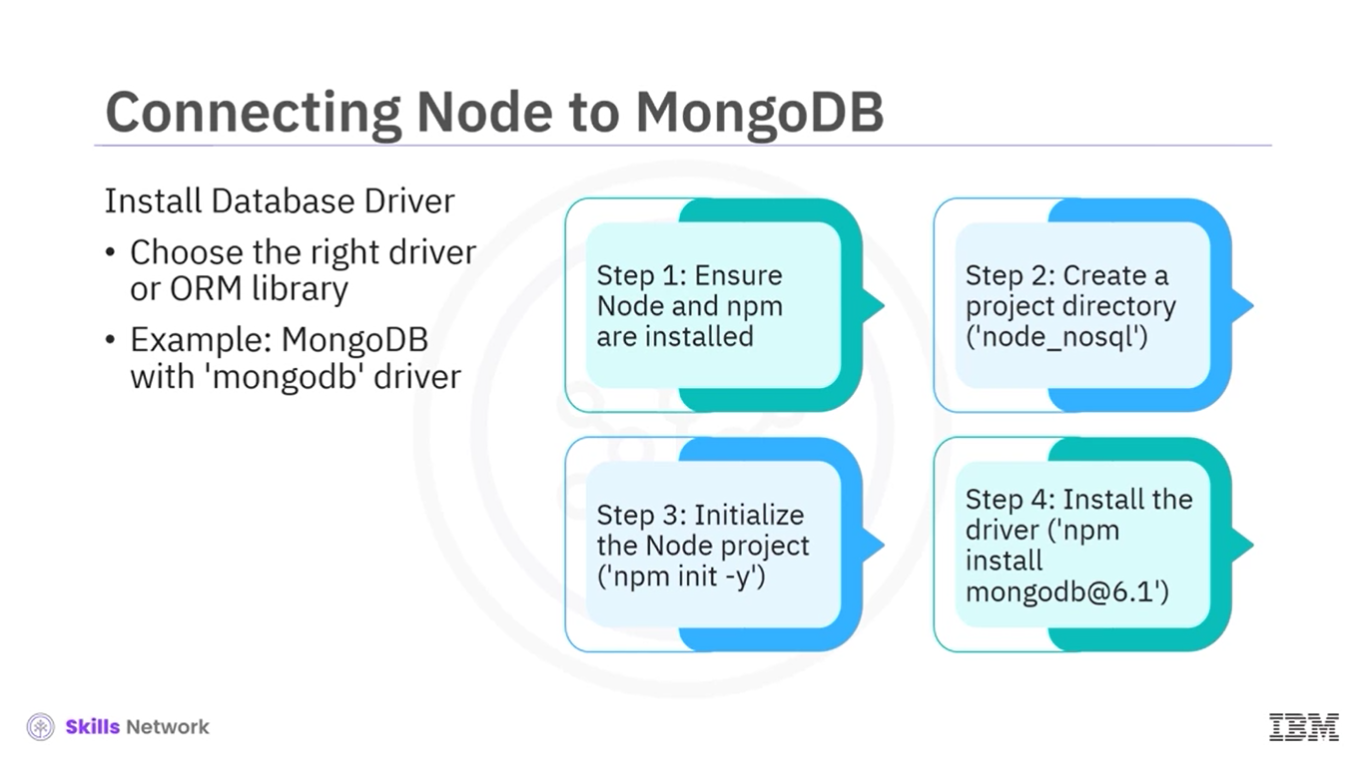 Connecting Node to MongoDB
Install Database Driver
• Choose the right driver
or ORM library
• Example: MongoDB
with 'mongodb' driver
Step 1: Ensure
Node and npm
are installed
Step 2: Create a
project directory
('node_nosql')
Step 3: Initialize
the Node project
('npm init -y')
Step 4: Install the
driver ('npm
install
mongodb@6.1')
Skills Network
IBM